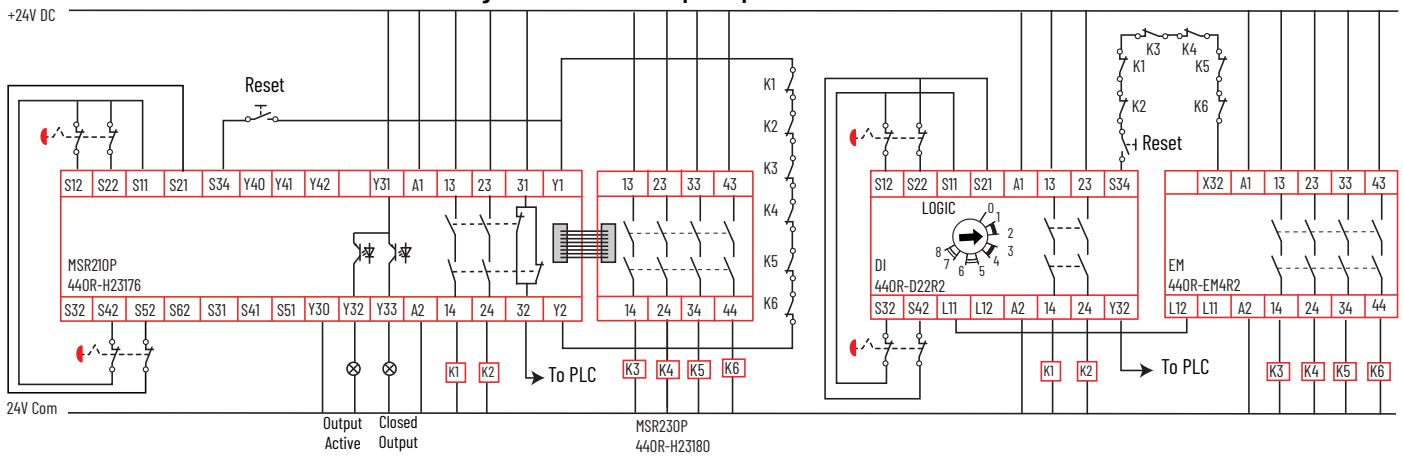 +24V DC
Reset
K1
K2
K3
K4
K5
K6
S12 S22 S11 S21 S34 Y40 Y41 Y42 Y31 A1 13 23 31 Y1
MSR210P
440R-H23176
S32 S42 S52 S62 S31 S41 S51 Y30 Y32 Y33 A2 14 24 32 Y2
13 23 33 43
14 24 34 44
K1 K2
To PLC
K3 K4 K5 K6
24V Com
Output
Active
Closed
Output
MSR230P
440R-H23180
K3 K4
K1 K5
K2 K6
Reset
S12 S22 S11 S21 A1 13 23 S34
LOGIC
0
1
2
3
4
5
6
7
8
DI
440R-D22R2
S32 S42 L11 L12 A2 14 24 Y32
X32 A1 13 23 33 43
EM
440R-EM4R2
L12 L11 A2 14 24 34 44
K1 K2
To PLC
K3 K4 K5 K6